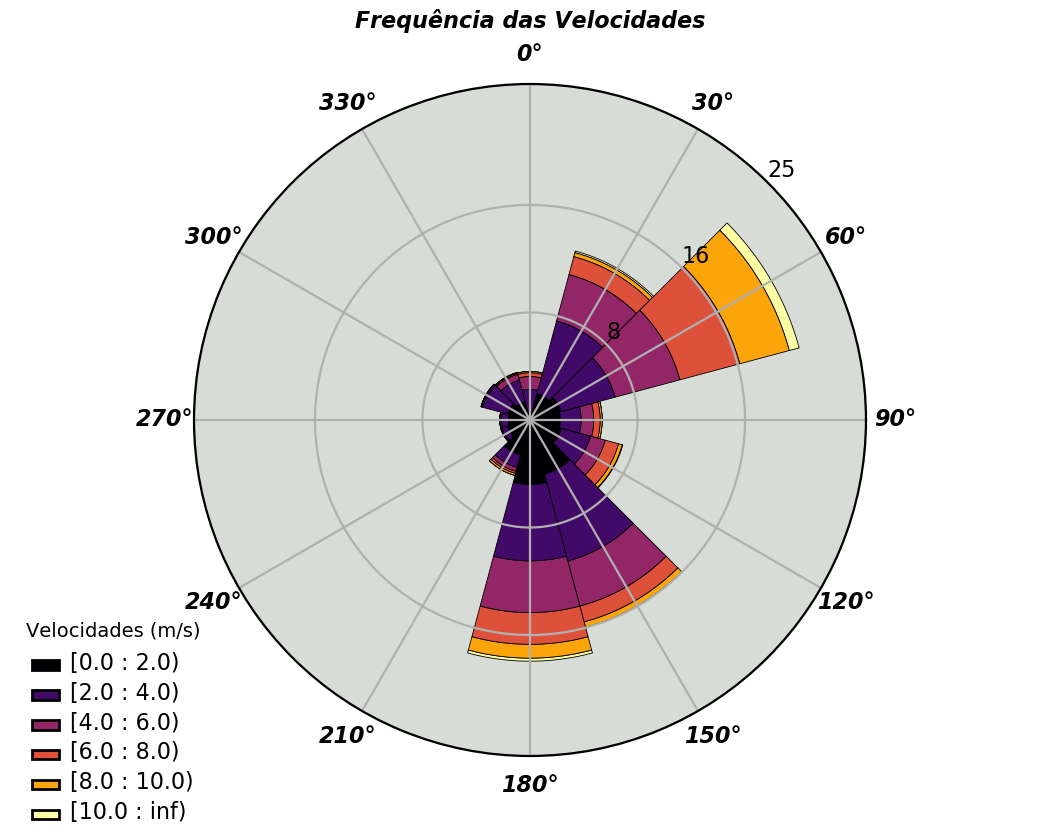 Frequência das Velocidades
0°
330°
30°
25
300°
60°
16
8
270°
90°
240°
120°
210°
150°
180°
Velocidades (m/s)
[0.0 : 2.0)
[2.0 : 4.0)
[4.0 : 6.0)
[6.0 : 8.0)
[8.0 : 10.0)
[10.0 : inf)